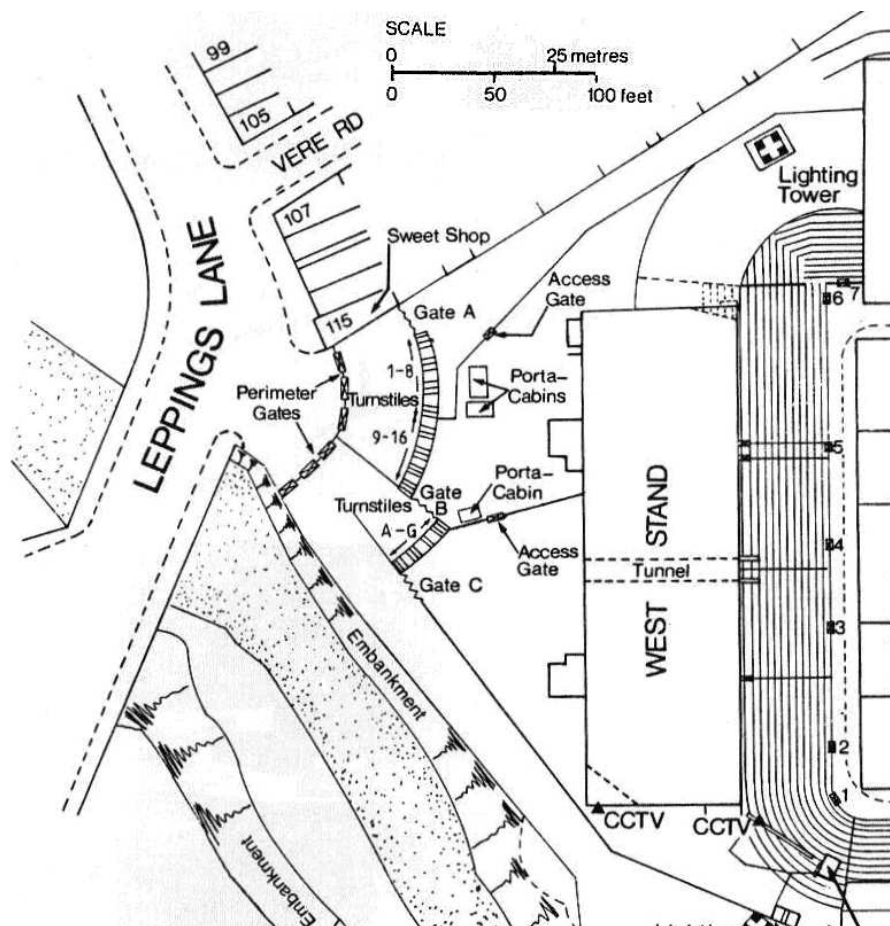 SCALE
0 25 metres
0 50 100 feet
99
105
VERE RD
107
Sweet Shop
115
LEPPINGS LANE
Lighting
Tower
Gate A
Access
Gate
1-8
Porta-
Cabins
Perimeter
Gates
Turnstiles
9-16
Gate
B
Porta-
Cabin
Turnstiles
A-G
Access
Gate
Gate C
WEST STAND
Tunnel
7
6
5
4
3
2
1
Embankment
Embankment
CCTV
CCTV